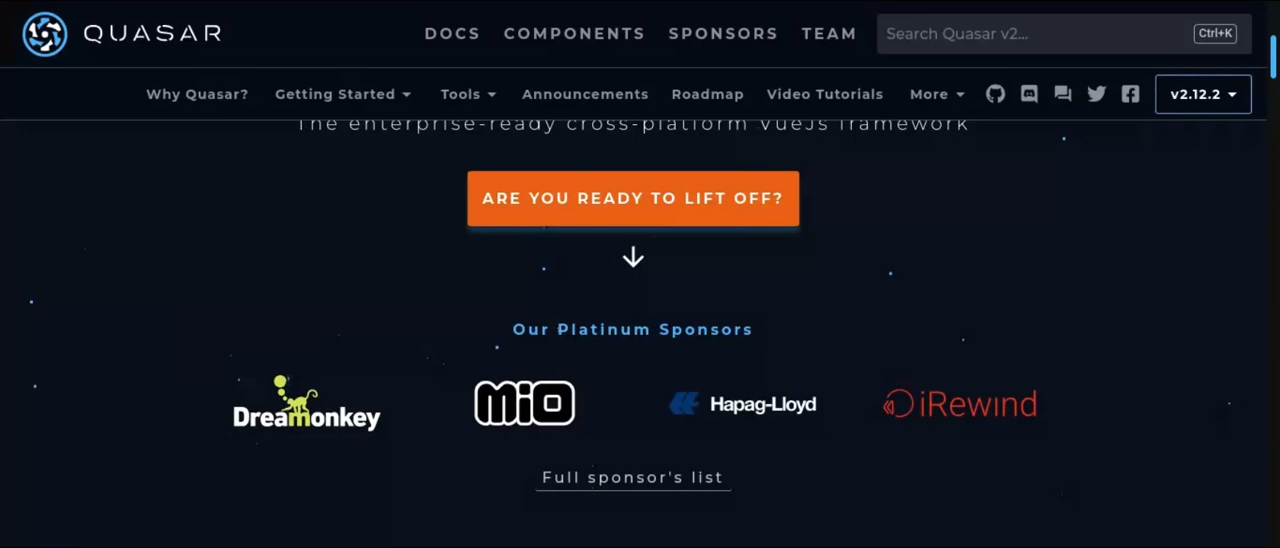 QUASAR
DOCS COMPONENTS SPONSORS TEAM Search Quasar v2... Ctrl+K
Why Quasar? Getting Started Tools Announcements Roadmap Video Tutorials More v2.12.2
The enterprise-ready cross-platform VueJs framework
ARE YOU READY TO LIFT OFF?
Our Platinum Sponsors
Dreamonkey mio Hapag-Lloyd iRewind
Full sponsor's list